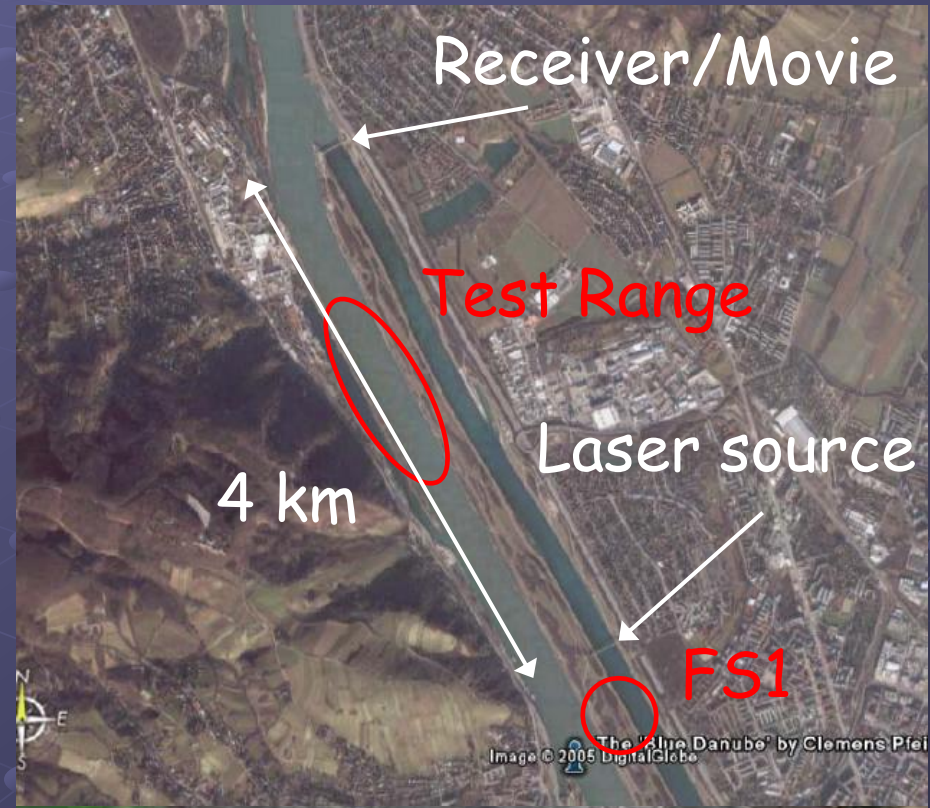 Receiver/Movie
Test Range
Laser source
4 km
FS1
N
E
S
The 'Blue Danube' by Clemens Pfei
Image © 2005 DigitalGlobe